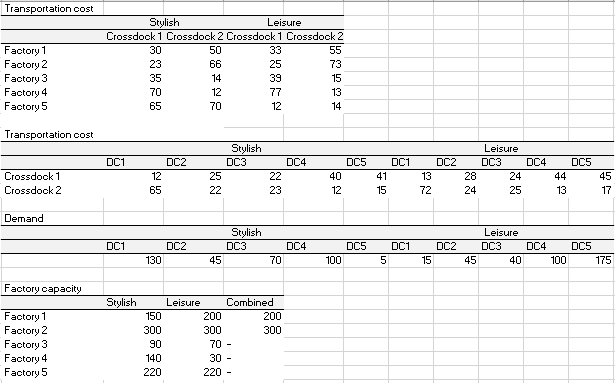 Transportation cost
Stylish Leisure
Crossdock 1 Crossdock 2 Crossdock 1 Crossdock 2
Factory 1 30 50 33 55
Factory 2 23 66 25 73
Factory 3 35 14 39 15
Factory 4 70 12 77 13
Factory 5 65 70 12 14
Transportation cost
Stylish Leisure
DC1 DC2 DC3 DC4 DC5 DC1 DC2 DC3 DC4 DC5
Crossdock 1 12 25 22 40 41 13 28 24 44 45
Crossdock 2 65 22 23 12 15 72 24 25 13 17
Demand
Stylish Leisure
DC1 DC2 DC3 DC4 DC5 DC1 DC2 DC3 DC4 DC5
130 45 70 100 5 15 45 40 100 175
Factory capacity
Stylish Leisure Combined
Factory 1 150 200 200
Factory 2 300 300 300
Factory 3 90 70 -
Factory 4 140 30 -
Factory 5 220 220 -